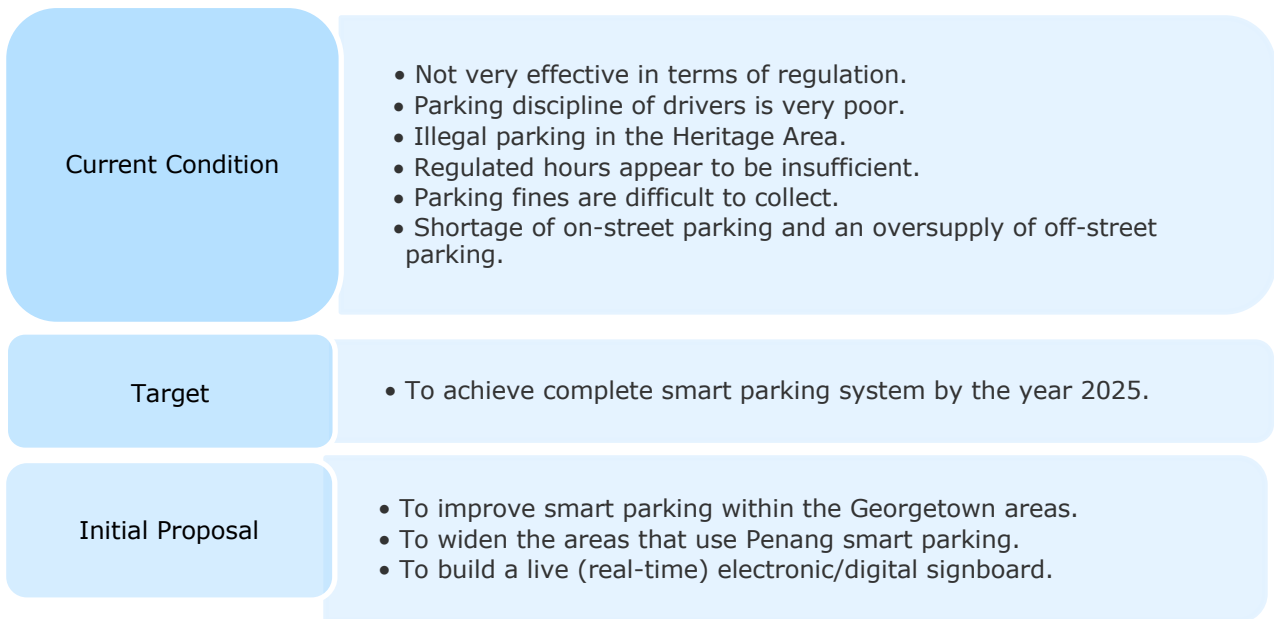 Current Condition
• Not very effective in terms of regulation.
• Parking discipline of drivers is very poor.
• Illegal parking in the Heritage Area.
• Regulated hours appear to be insufficient.
• Parking fines are difficult to collect.
• Shortage of on-street parking and an oversupply of off-street
parking.
Target
• To achieve complete smart parking system by the year 2025.
Initial Proposal
• To improve smart parking within the Georgetown areas.
• To widen the areas that use Penang smart parking.
• To build a live (real-time) electronic/digital signboard.